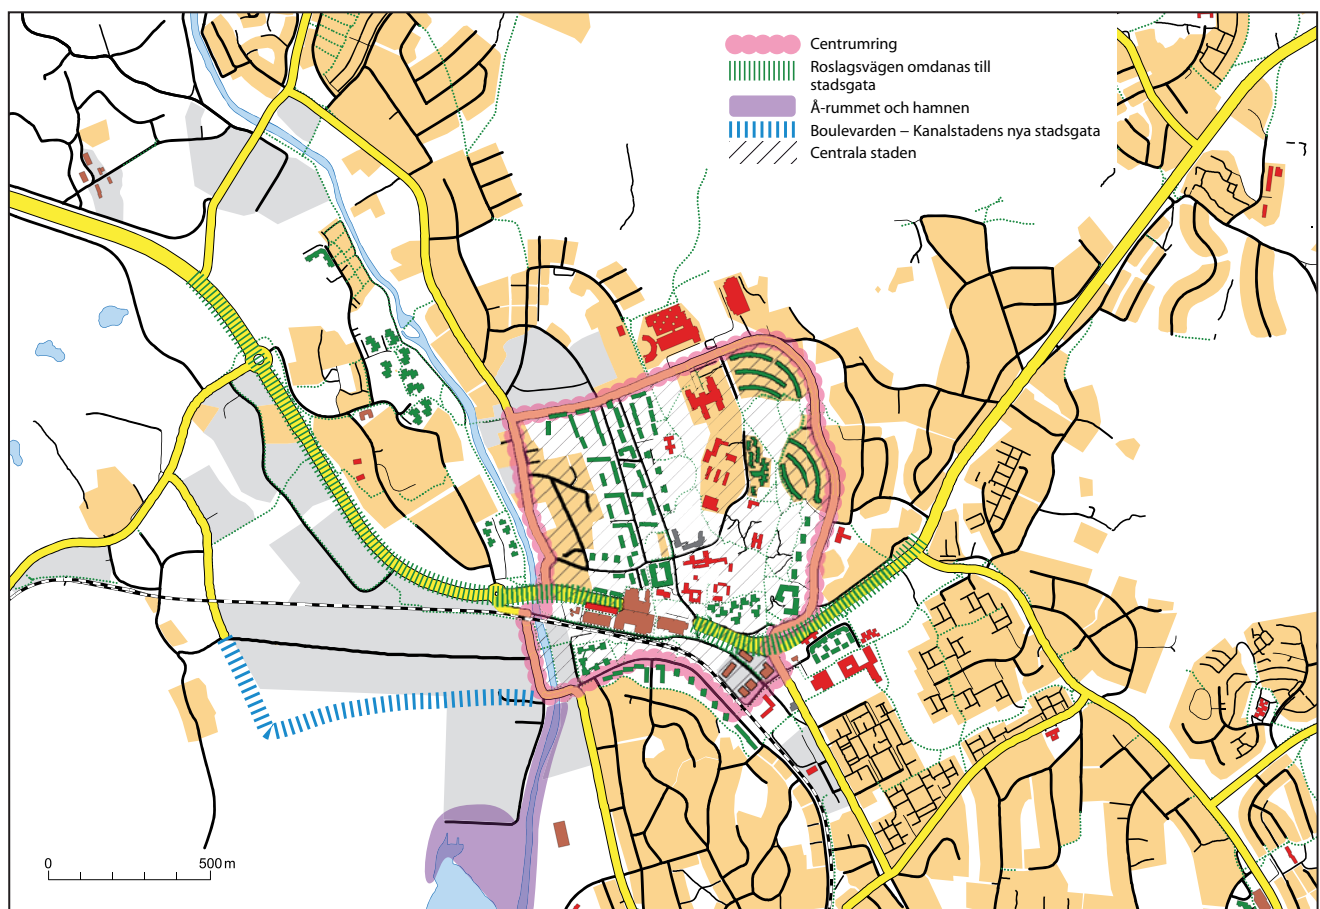 Centrumring
Roslagsvägen omdanas till
stadsgata
Å-rummet och hamnen
Boulevarden – Kanalstadens nya stadsgata
Centrala staden
0
500 m